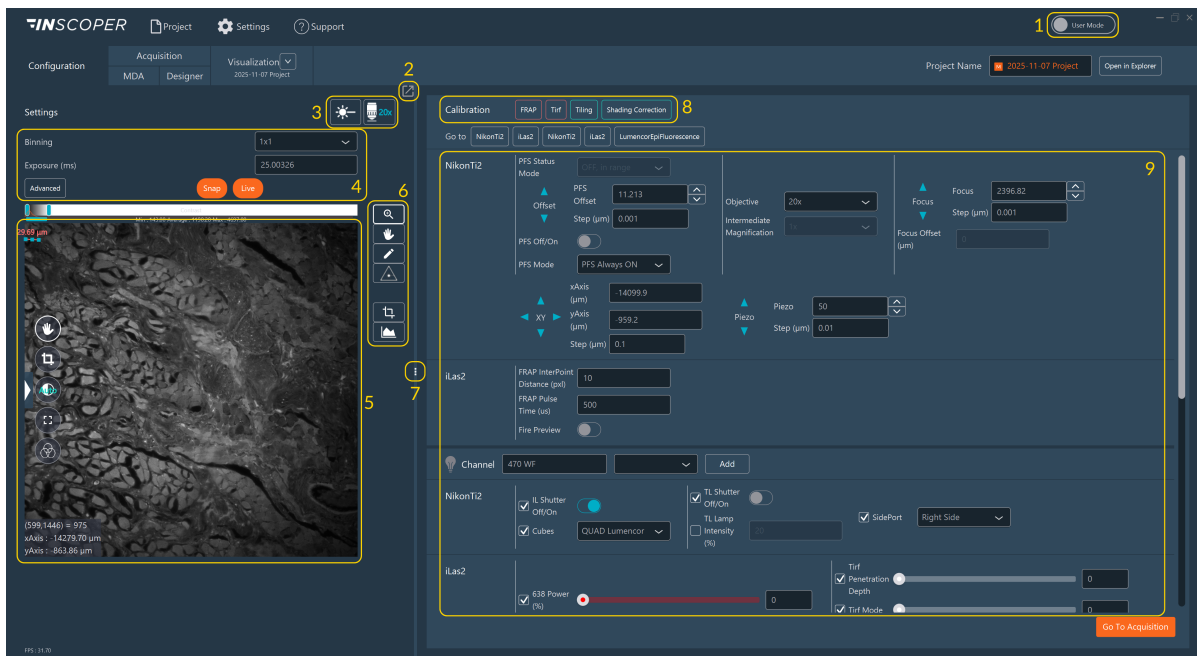 INSCOPER Project Settings ? Support 1 User Mode
Configuration Acquisition Visualization
MDA Designer 2025-11-07 Project
Project Name M 2025-11-07 Project Open in Explorer
2
Settings 3 20x
Binning 1x1
Exposure (ms) 25.00326
Advanced Snap Live 4
6
29.69 µm
AUTO
5
(599,1446) = 975
xAxis : -14279.70 µm
yAxis : -863.86 µm
FPS : 31.70
7
Calibration FRAP Tirf Tiling Shading Correction 8
Go to NikonTi2 iLas2 NikonTi2 iLas2 LumencorEpiFluorescence
9
NikonTi2
PFS Status
Mode
OFF in range
Offset
PFS
Offset
11.213
Step (µm) 0.001
PFS Off/On
PFS Mode PFS Always ON
Objective 20x
Intermediate
Magnification
1x
Focus
Focus 2396.82
Step (µm) 0.001
Focus Offset
(µm)
0
XY
xAxis
(µm)
-14099.9
yAxis
(µm)
-959.2
Step (µm) 0.1
Piezo
Piezo 50
Step (µm) 0.01
iLas2
FRAP InterPoint
Distance (pxl)
10
FRAP Pulse
Time (us)
500
Fire Preview
Channel 470 WF Add
NikonTi2
IL Shutter
Off/On
Cubes QUAD Lumencor
TL Shutter
Off/On
TL Lamp
Intensity
(%)
20
SidePort Right Side
iLas2
638 Power
(%)
0
Tirf
Penetration
Depth
0
Tirf Mode 0
Go To Acquisition